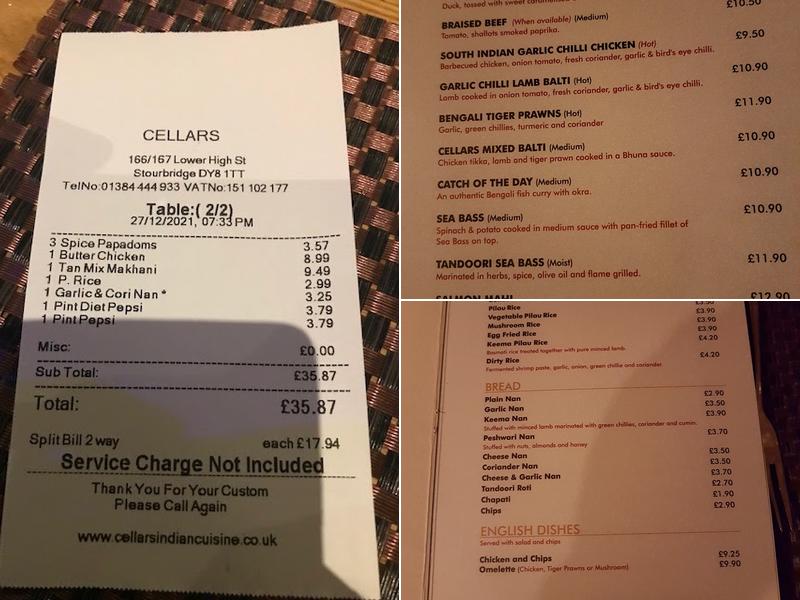 CELLARS
166/167 Lower High St
Stourbridge DY8 1TT
TelNo:01384 444 933 VATNo:151 102 177
Table:( 2/2)
27/12/2021, 07:33 PM
3 Spice Papadoms 3.57
1 Butter Chicken 8.99
1 Tan Mix Makhani 9.49
1 P. Rice 2.99
1 Garlic & Cori Nan * 3.25
1 Pint Diet Pepsi 3.79
1 Pint Pepsi 3.79
Misc: £0.00
Sub Total: £35.87
Total: £35.87
Split Bill 2 way each £17.94
Service Charge Not Included
Thank You For Your Custom
Please Call Again
www.cellarsindiancuisine.co.uk
Duck, tossed with sweet caramelised £10.50
BRAISED BEEF (When available) (Medium)
Tomato, shallots smoked paprika. £9.50
SOUTH INDIAN GARLIC CHILLI CHICKEN (Hot)
Barbecued chicken, onion tomato, fresh coriander, garlic & bird's eye chilli. £10.90
GARLIC CHILLI LAMB BALTI (Hot)
Lamb cooked in onion tomato, fresh coriander, garlic & bird's eye chilli. £11.90
BENGALI TIGER PRAWNS (Hot)
Garlic, green chillies, turmeric and coriander £10.90
CELLARS MIXED BALTI (Medium)
Chicken tikka, lamb and tiger prawn cooked in a Bhuna sauce. £10.90
CATCH OF THE DAY (Medium)
An authentic Bengali fish curry with okra. £10.90
SEA BASS (Medium)
Spinach & potato cooked in medium sauce with pan-fried fillet of
Sea Bass on top. £11.90
TANDOORI SEA BASS (Moist)
Marinated in herbs, spice, olive oil and flame grilled. £12.90
SALMON MAHI
£3.50
Pilau Rice £3.90
Vegetable Pilau Rice £3.90
Mushroom Rice £3.90
Egg Fried Rice £4.20
Keema Pilau Rice
Basmati rice treated together with pure minced lamb. £4.20
Dirty Rice
Fermented shrimp paste, garlic, onion, green chillie and coriander
BREAD
Plain Nan £2.90
Garlic Nan £3.50
Keema Nan £3.90
Stuffed with minced lamb marinated with green chillies, coriander and cumin.
Peshwari Nan £3.70
Stuffed with nuts, almonds and honey
Cheese Nan £3.50
Coriander Nan £3.50
Cheese & Garlic Nan £3.70
Tandoori Roti £2.70
Chapati £1.90
Chips £2.90
ENGLISH DISHES
Served with salad and chips
Chicken and Chips £9.25
Omelette (Chicken, Tiger Prawns or Mushroom) £9.90